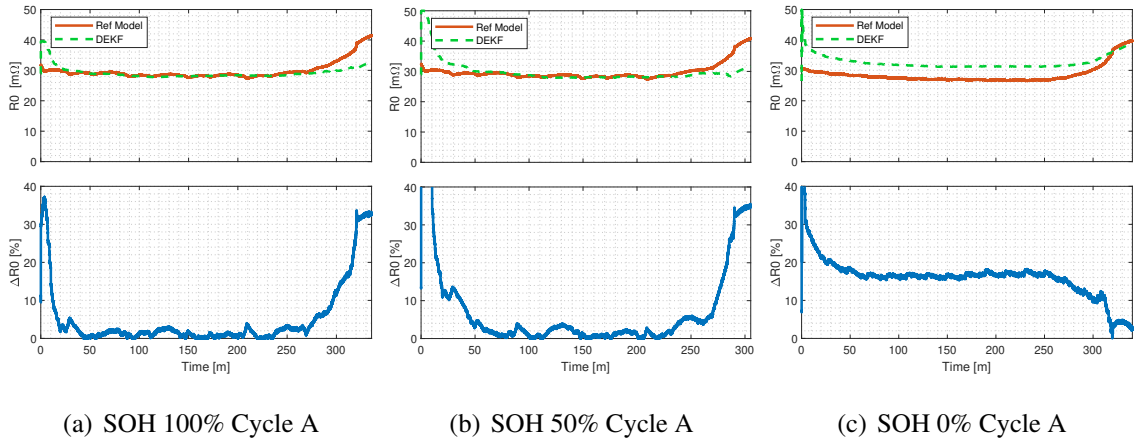 50
40
30
20
10
0
R0 [mΩ]
Ref Model
DEKF
50
40
30
20
10
0
R0 [mΩ]
Ref Model
DEKF
50
40
30
20
10
0
R0 [mΩ]
Ref Model
DEKF
40
30
20
10
0
ΔR0 [%]
0 50 100 150 200 250 300
Time [m]
40
30
20
10
0
ΔR0 [%]
0 50 100 150 200 250 300
Time [m]
40
30
20
10
0
ΔR0 [%]
0 50 100 150 200 250 300
Time [m]
(a) SOH 100% Cycle A
(b) SOH 50% Cycle A
(c) SOH 0% Cycle A